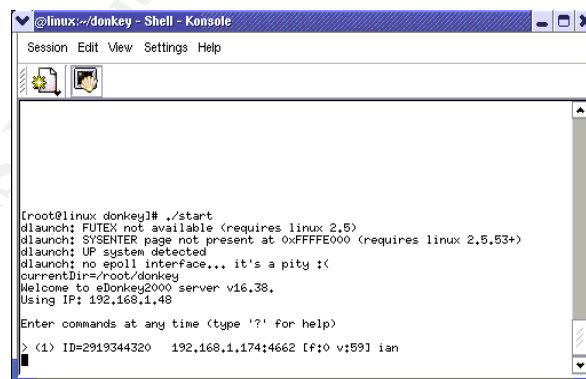 @linux:~/donkey - Shell - Konsole
Session Edit View Settings Help
[root@linux donkey]# ./start
dlaunch: FUTEX not available (requires linux 2.5)
dlaunch: SYSENTER page not present at 0xFFFFE000 (requires linux 2.5.53+)
dlaunch: UP system detected
dlaunch: no epoll interface... it's a pity :(
currentDir=/root/donkey
Welcome to eDonkey2000 server v16.38.
Using IP: 192.168.1.48
Enter commands at any time (type '?' for help)
> (1) ID=2919344320 192.168.1.174:4662 [f:0 v:59] ian